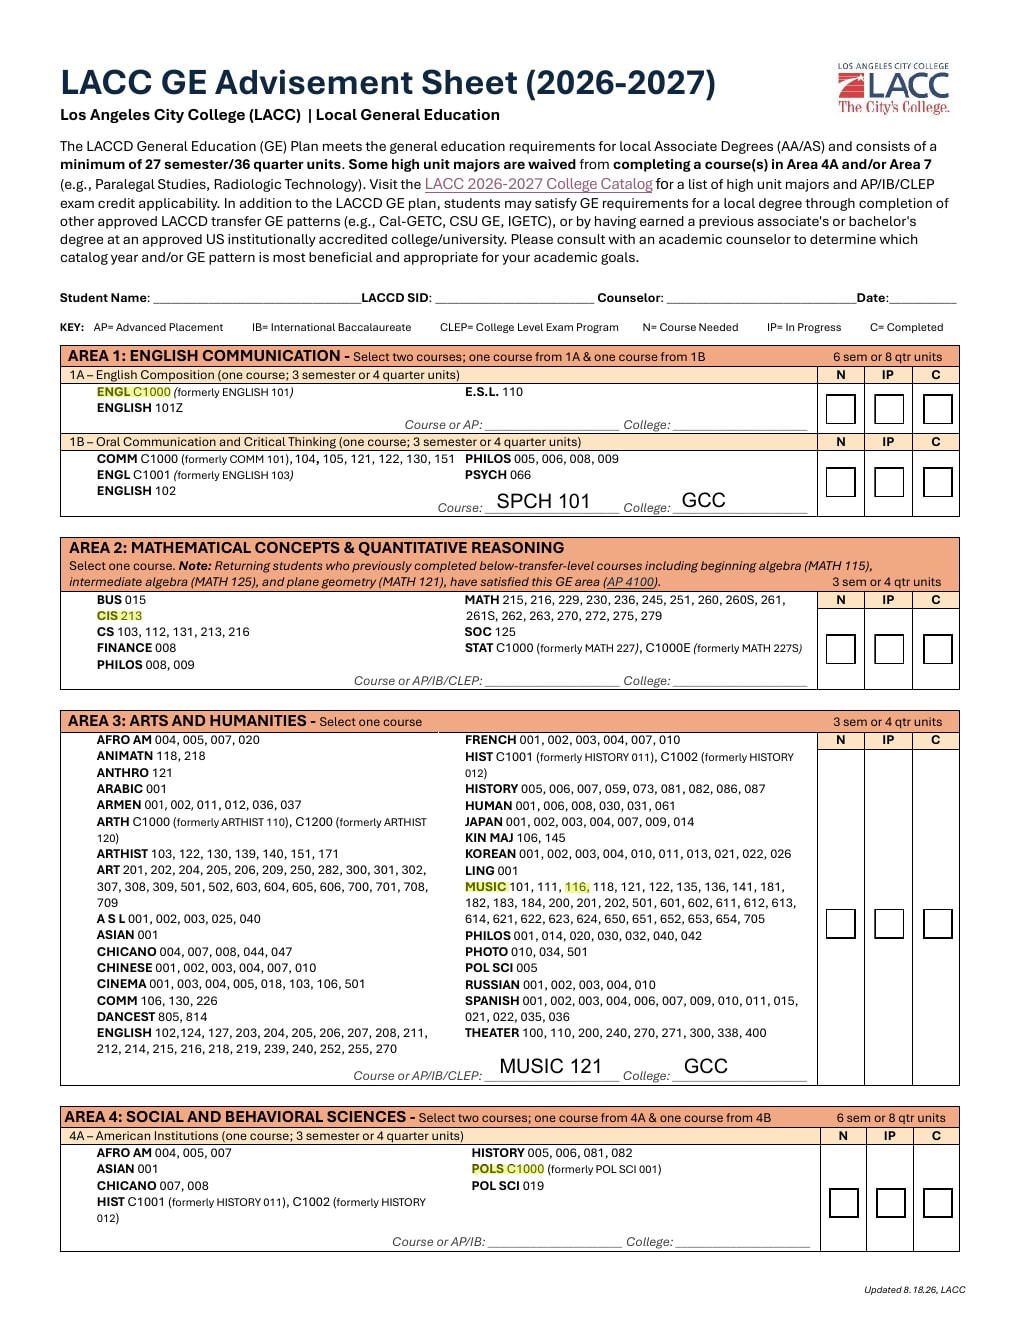 LACC GE Advisement Sheet (2026-2027)
LOS ANGELES CITY COLLEGE
LACC
The City's College.
Los Angeles City College (LACC) | Local General Education
The LACCD General Education (GE) Plan meets the general education requirements for local Associate Degrees (AA/AS) and consists of a
minimum of 27 semester/36 quarter units. Some high unit majors are waived from completing a course(s) in Area 4A and/or Area 7
(e.g., Paralegal Studies, Radiologic Technology). Visit the LACC 2026-2027 College Catalog for a list of high unit majors and AP/IB/CLEP
exam credit applicability. In addition to the LACCD GE plan, students may satisfy GE requirements for a local degree through completion of
other approved LACCD transfer GE patterns (e.g., Cal-GETC, CSU GE, IGETC), or by having earned a previous associate's or bachelor's
degree at an approved US institutionally accredited college/university. Please consult with an academic counselor to determine which
catalog year and/or GE pattern is most beneficial and appropriate for your academic goals.
Student Name: ______________________________LACCD SID: _______________________ Counselor: ___________________________Date:__________
KEY: AP= Advanced Placement IB= International Baccalaureate CLEP= College Level Exam Program N= Course Needed IP= In Progress C= Completed
AREA 1: ENGLISH COMMUNICATION - Select two courses; one course from 1A & one course from 1B 6 sem or 8 qtr units
1A – English Composition (one course; 3 semester or 4 quarter units) N IP C
ENGL C1000 (formerly ENGLISH 101) E.S.L. 110
ENGLISH 101Z
Course or AP: ____________________ College: ____________________
1B – Oral Communication and Critical Thinking (one course; 3 semester or 4 quarter units) N IP C
COMM C1000 (formerly COMM 101), 104, 105, 121, 122, 130, 151 PHILOS 005, 006, 008, 009
ENGL C1001 (formerly ENGLISH 103) PSYCH 066
ENGLISH 102
Course: SPCH 101 College: GCC
AREA 2: MATHEMATICAL CONCEPTS & QUANTITATIVE REASONING
Select one course. Note: Returning students who previously completed below-transfer-level courses including beginning algebra (MATH 115),
intermediate algebra (MATH 125), and plane geometry (MATH 121), have satisfied this GE area (AP 4100). 3 sem or 4 qtr units
BUS 015 MATH 215, 216, 229, 230, 236, 245, 251, 260, 260S, 261, N IP C
CIS 213 261S, 262, 263, 270, 272, 275, 279
CS 103, 112, 131, 213, 216 SOC 125
FINANCE 008 STAT C1000 (formerly MATH 227), C1000E (formerly MATH 227S)
PHILOS 008, 009
Course or AP/IB/CLEP: ____________________ College: ____________________
AREA 3: ARTS AND HUMANITIES - Select one course 3 sem or 4 qtr units
N IP C
AFRO AM 004, 005, 007, 020
ANIMATN 118, 218
ANTHRO 121
ARABIC 001
ARMEN 001, 002, 011, 012, 036, 037
ARTH C1000 (formerly ARTHIST 110), C1200 (formerly ARTHIST
120)
ARTHIST 103, 122, 130, 139, 140, 151, 171
ART 201, 202, 204, 205, 206, 209, 250, 282, 300, 301, 302,
307, 308, 309, 501, 502, 603, 604, 605, 606, 700, 701, 708,
709
A S L 001, 002, 003, 025, 040
ASIAN 001
CHICANO 004, 007, 008, 044, 047
CHINESE 001, 002, 003, 004, 007, 010
CINEMA 001, 003, 004, 005, 018, 103, 106, 501
COMM 106, 130, 226
DANCEST 805, 814
ENGLISH 102,124, 127, 203, 204, 205, 206, 207, 208, 211,
212, 214, 215, 216, 218, 219, 239, 240, 252, 255, 270
FRENCH 001, 002, 003, 004, 007, 010
HIST C1001 (formerly HISTORY 011), C1002 (formerly HISTORY
012)
HISTORY 005, 006, 007, 059, 073, 081, 082, 086, 087
HUMAN 001, 006, 008, 030, 031, 061
JAPAN 001, 002, 003, 004, 007, 009, 014
KIN MAJ 106, 145
KOREAN 001, 002, 003, 004, 010, 011, 013, 021, 022, 026
LING 001
MUSIC 101, 111, 116, 118, 121, 122, 135, 136, 141, 181,
182, 183, 184, 200, 201, 202, 501, 601, 602, 611, 612, 613,
614, 621, 622, 623, 624, 650, 651, 652, 653, 654, 705
PHILOS 001, 014, 020, 030, 032, 040, 042
PHOTO 010, 034, 501
POL SCI 005
RUSSIAN 001, 002, 003, 004, 010
SPANISH 001, 002, 003, 004, 006, 007, 009, 010, 011, 015,
021, 022, 035, 036
THEATER 100, 110, 200, 240, 270, 271, 300, 338, 400
Course or AP/IB/CLEP: MUSIC 121 College: GCC
AREA 4: SOCIAL AND BEHAVIORAL SCIENCES - Select two courses; one course from 4A & one course from 4B 6 sem or 8 qtr units
4A – American Institutions (one course; 3 semester or 4 quarter units) N IP C
AFRO AM 004, 005, 007 HISTORY 005, 006, 081, 082
ASIAN 001 POLS C1000 (formerly POL SCI 001)
CHICANO 007, 008 POL SCI 019
HIST C1001 (formerly HISTORY 011), C1002 (formerly HISTORY
012)
Course or AP/IB: ____________________ College: ____________________
Updated 8.18.26, LACC